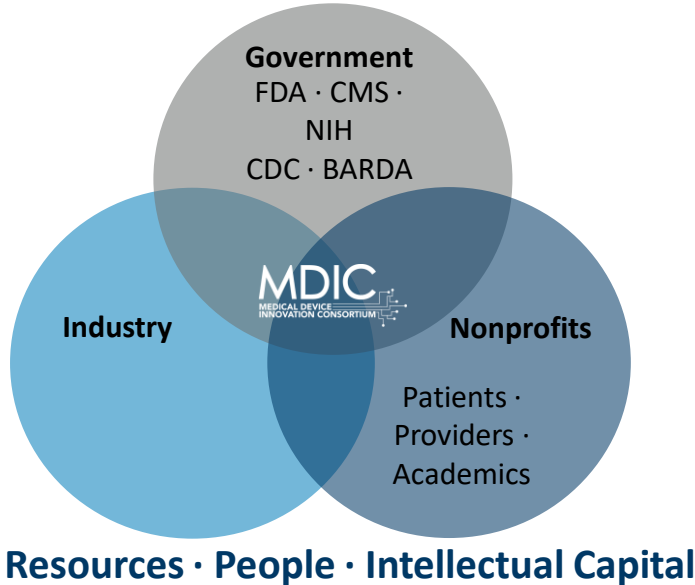 Government
FDA · CMS ·
NIH
CDC · BARDA
MDIC
MEDICAL DEVICE
INNOVATION CONSORTIUM
Industry
Nonprofits
Patients ·
Providers ·
Academics
Resources · People · Intellectual Capital